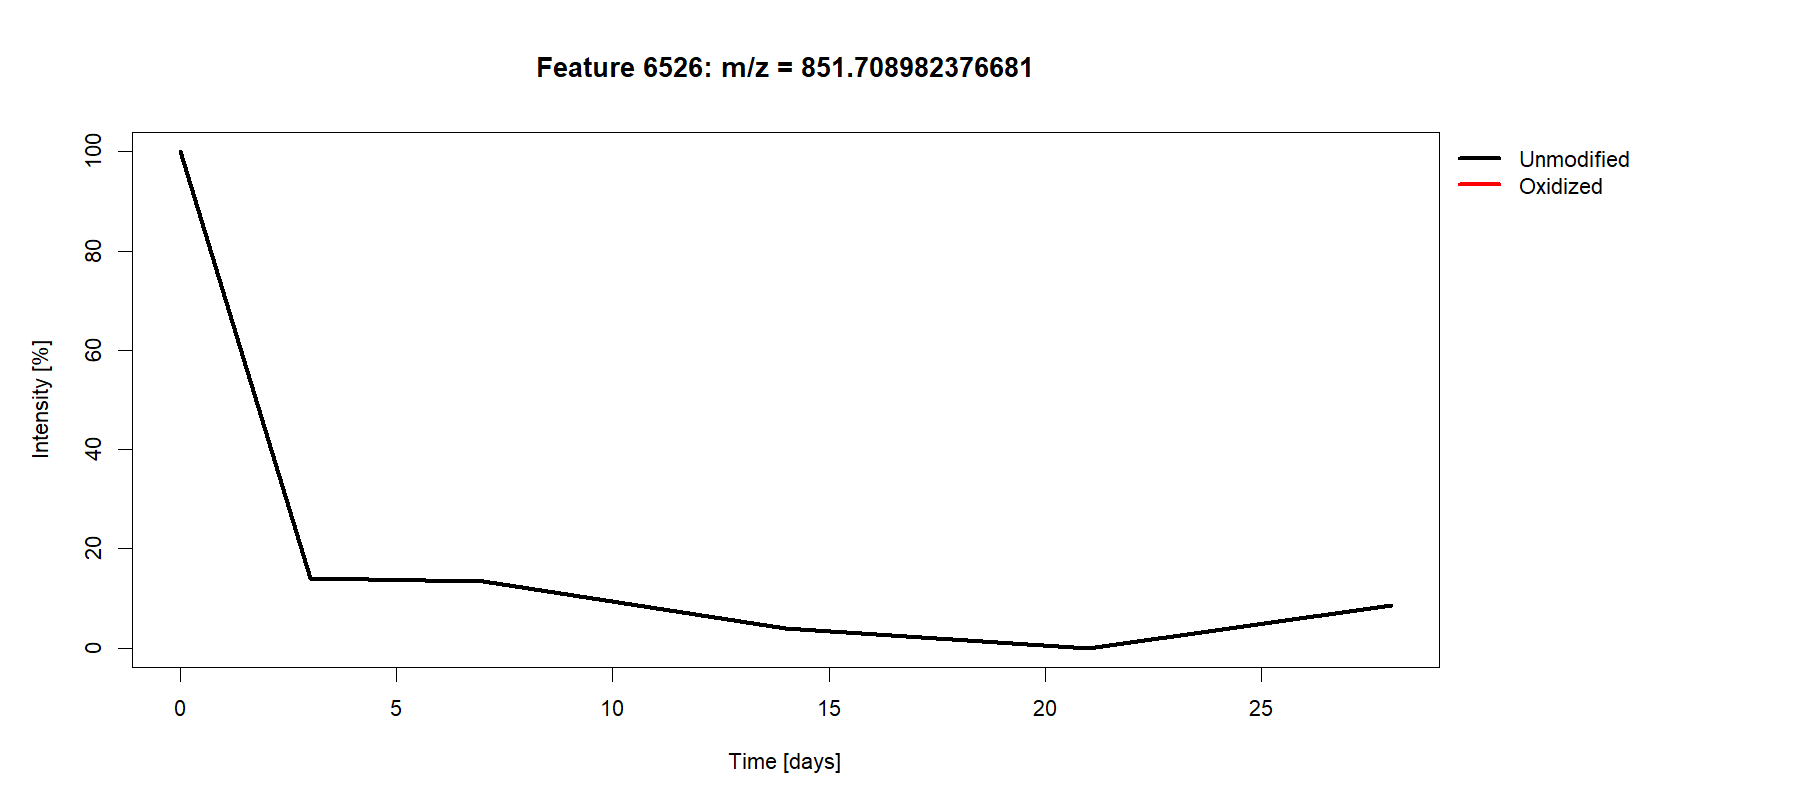 Feature 6526: m/z = 851.708982376681
Unmodified
Oxidized
Intensity [%]
100
80
60
40
20
0
0 5 10 15 20 25
Time [days]